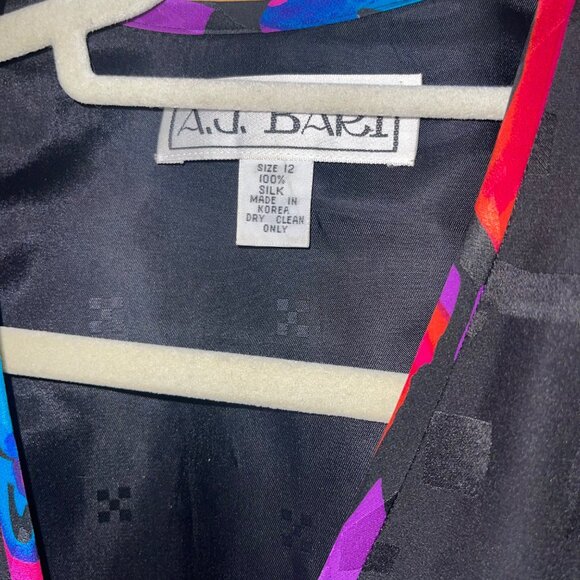 A.J. BARI
SIZE 12
100%
SILK
MADE IN
KOREA
DRY CLEAN
ONLY